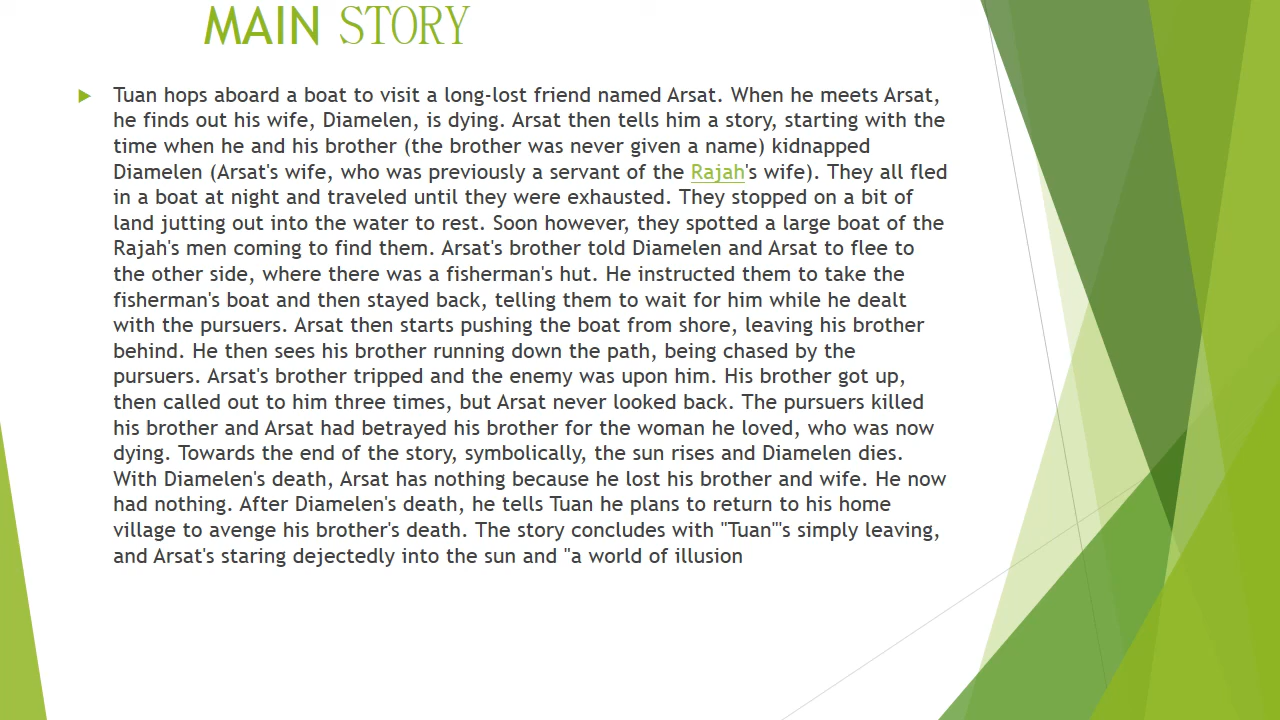 MAIN STORY
Tuan hops aboard a boat to visit a long-lost friend named Arsat. When he meets Arsat,
he finds out his wife, Diamelen, is dying. Arsat then tells him a story, starting with the
time when he and his brother (the brother was never given a name) kidnapped
Diamelen (Arsat's wife, who was previously a servant of the Rajah's wife). They all fled
in a boat at night and traveled until they were exhausted. They stopped on a bit of
land jutting out into the water to rest. Soon however, they spotted a large boat of the
Rajah's men coming to find them. Arsat's brother told Diamelen and Arsat to flee to
the other side, where there was a fisherman's hut. He instructed them to take the
fisherman's boat and then stayed back, telling them to wait for him while he dealt
with the pursuers. Arsat then starts pushing the boat from shore, leaving his brother
behind. He then sees his brother running down the path, being chased by the
pursuers. Arsat's brother tripped and the enemy was upon him. His brother got up,
then called out to him three times, but Arsat never looked back. The pursuers killed
his brother and Arsat had betrayed his brother for the woman he loved, who was now
dying. Towards the end of the story, symbolically, the sun rises and Diamelen dies.
With Diamelen's death, Arsat has nothing because he lost his brother and wife. He now
had nothing. After Diamelen's death, he tells Tuan he plans to return to his home
village to avenge his brother's death. The story concludes with "Tuan"'s simply leaving,
and Arsat's staring dejectedly into the sun and "a world of illusion